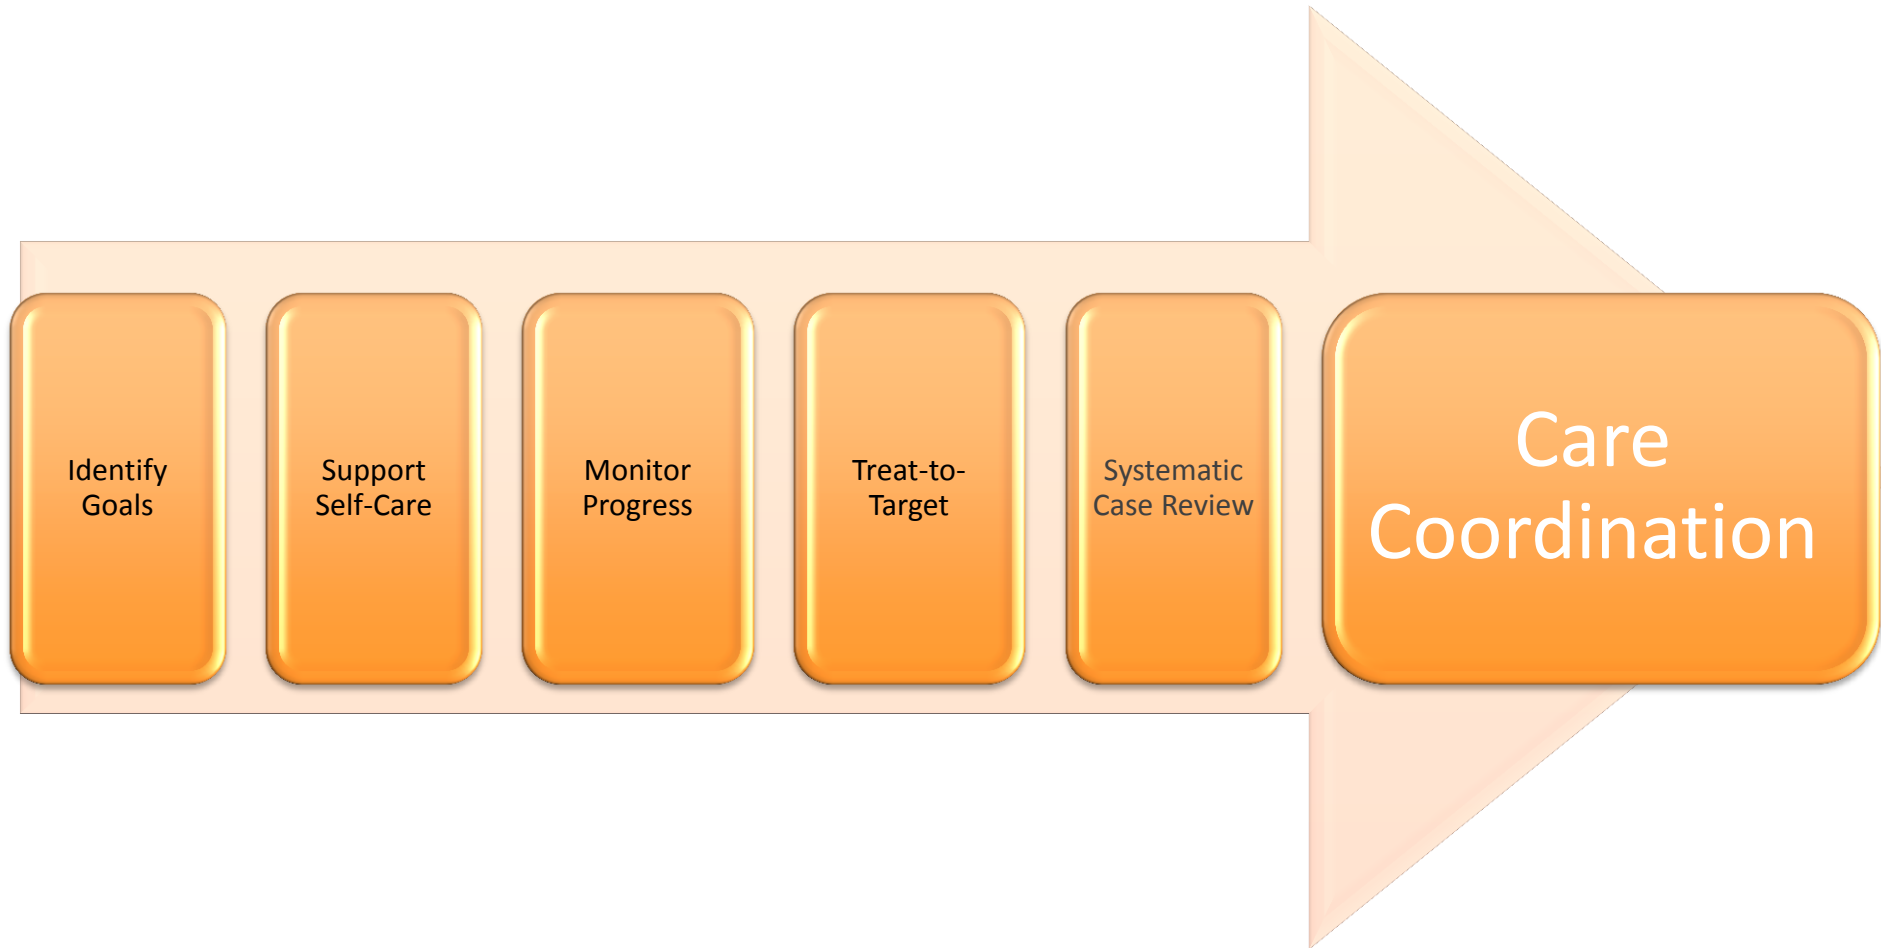 Identify
Goals
Support
Self-Care
Monitor
Progress
Treat-to-
Target
Systematic
Case Review
Care
Coordination